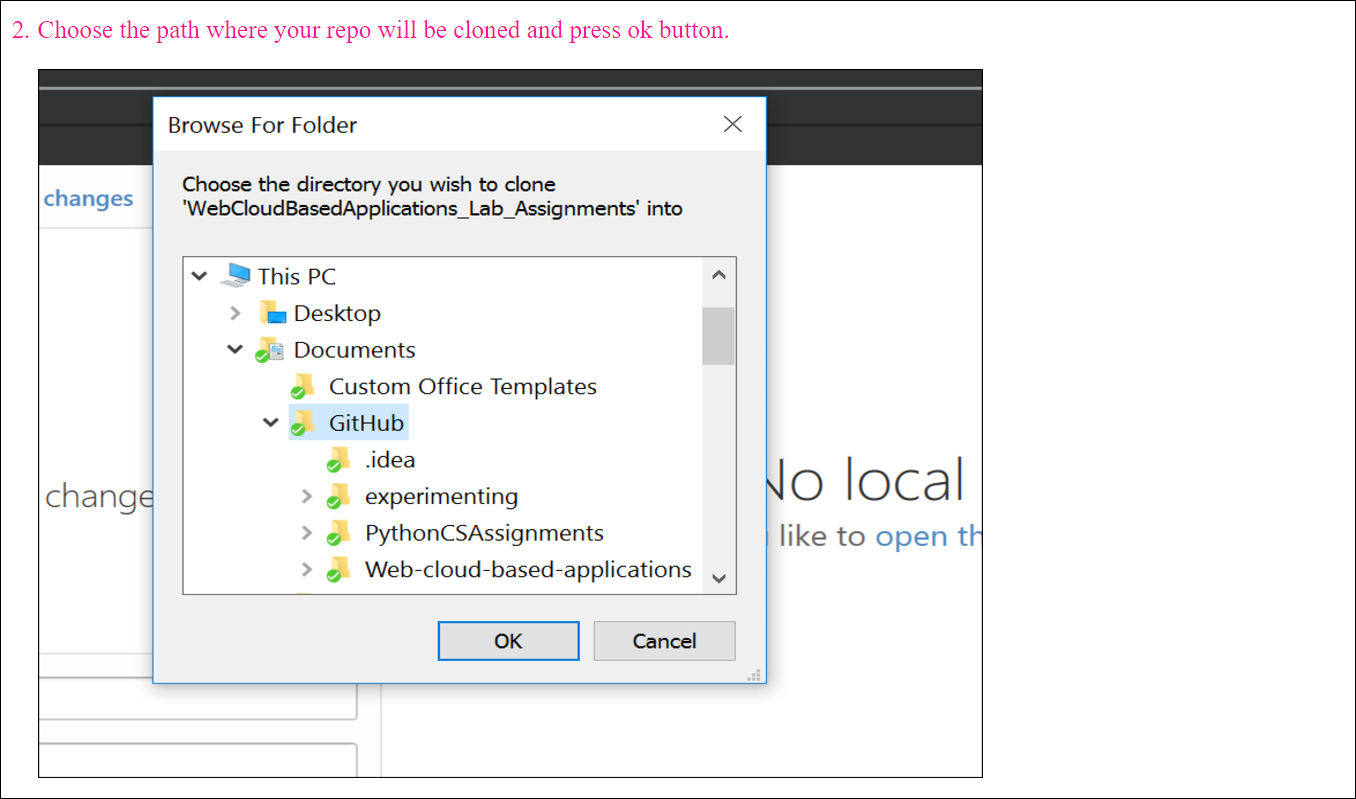 2. Choose the path where your repo will be cloned and press ok button.
Browse For Folder
changes
Choose the directory you wish to clone
'WebCloudBasedApplications_Lab_Assignments' into
This PC
Desktop
Documents
Custom Office Templates
GitHub
.idea
experimenting
PythonCSAssignments
Web-cloud-based-applications
change
No local
like to open th
OK
Cancel